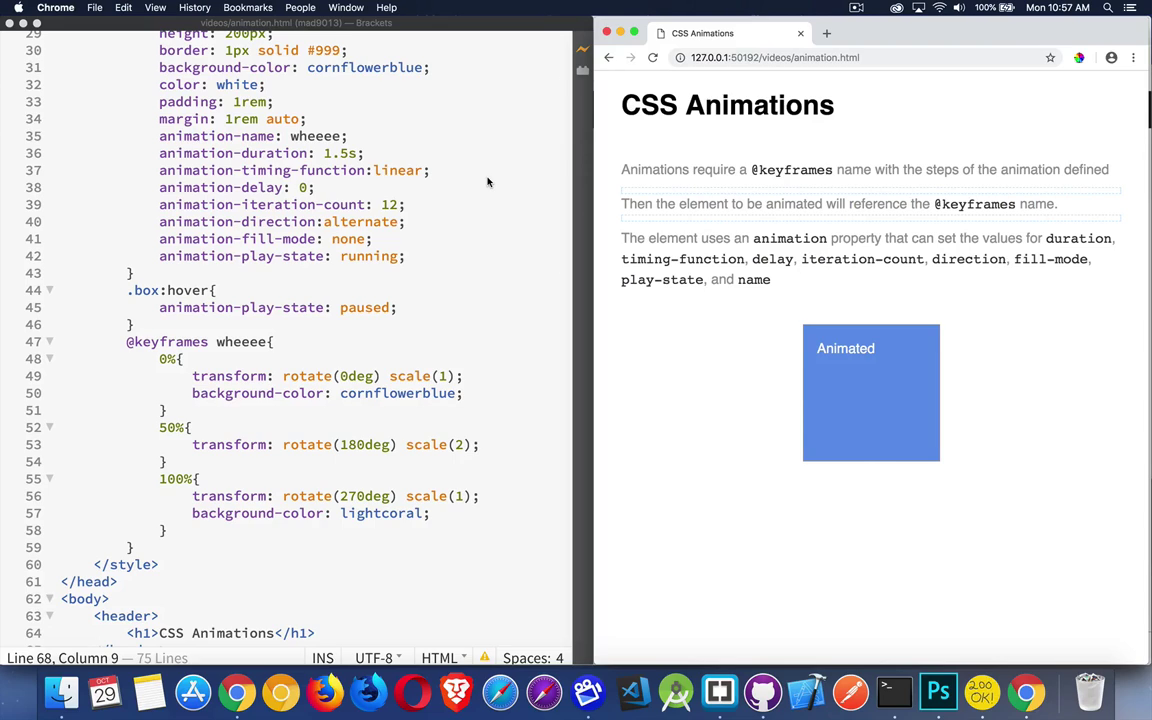 Chrome File Edit View History Bookmarks People Window Help 100% Mon 10:57 AM
videos/animation.html (mad9013) — Brackets
29 height: 200px;
30 border: 1px solid #999;
31 background-color: cornflowerblue;
32 color: white;
33 padding: 1rem;
34 margin: 1rem auto;
35 animation-name: wheeee;
36 animation-duration: 1.5s;
37 animation-timing-function:linear;
38 animation-delay: 0;
39 animation-iteration-count: 12;
40 animation-direction:alternate;
41 animation-fill-mode: none;
42 animation-play-state: running;
43 }
44 .box:hover{
45 animation-play-state: paused;
46 }
47 @keyframes wheeee{
48 0%{
49 transform: rotate(0deg) scale(1);
50 background-color: cornflowerblue;
51 }
52 50%{
53 transform: rotate(180deg) scale(2);
54 }
55 100%{
56 transform: rotate(270deg) scale(1);
57 background-color: lightcoral;
58 }
59 }
60 </style>
61 </head>
62 <body>
63 <header>
64 <h1>CSS Animations</h1>
Line 68, Column 9 — 75 Lines INS UTF-8 HTML Spaces: 4
CSS Animations
127.0.0.1:50192/videos/animation.html
CSS Animations
Animations require a @keyframes name with the steps of the animation defined
Then the element to be animated will reference the @keyframes name.
The element uses an animation property that can set the values for duration,
timing-function, delay, iteration-count, direction, fill-mode,
play-state, and name
Animated
OCT
29
Ps
200
OK!